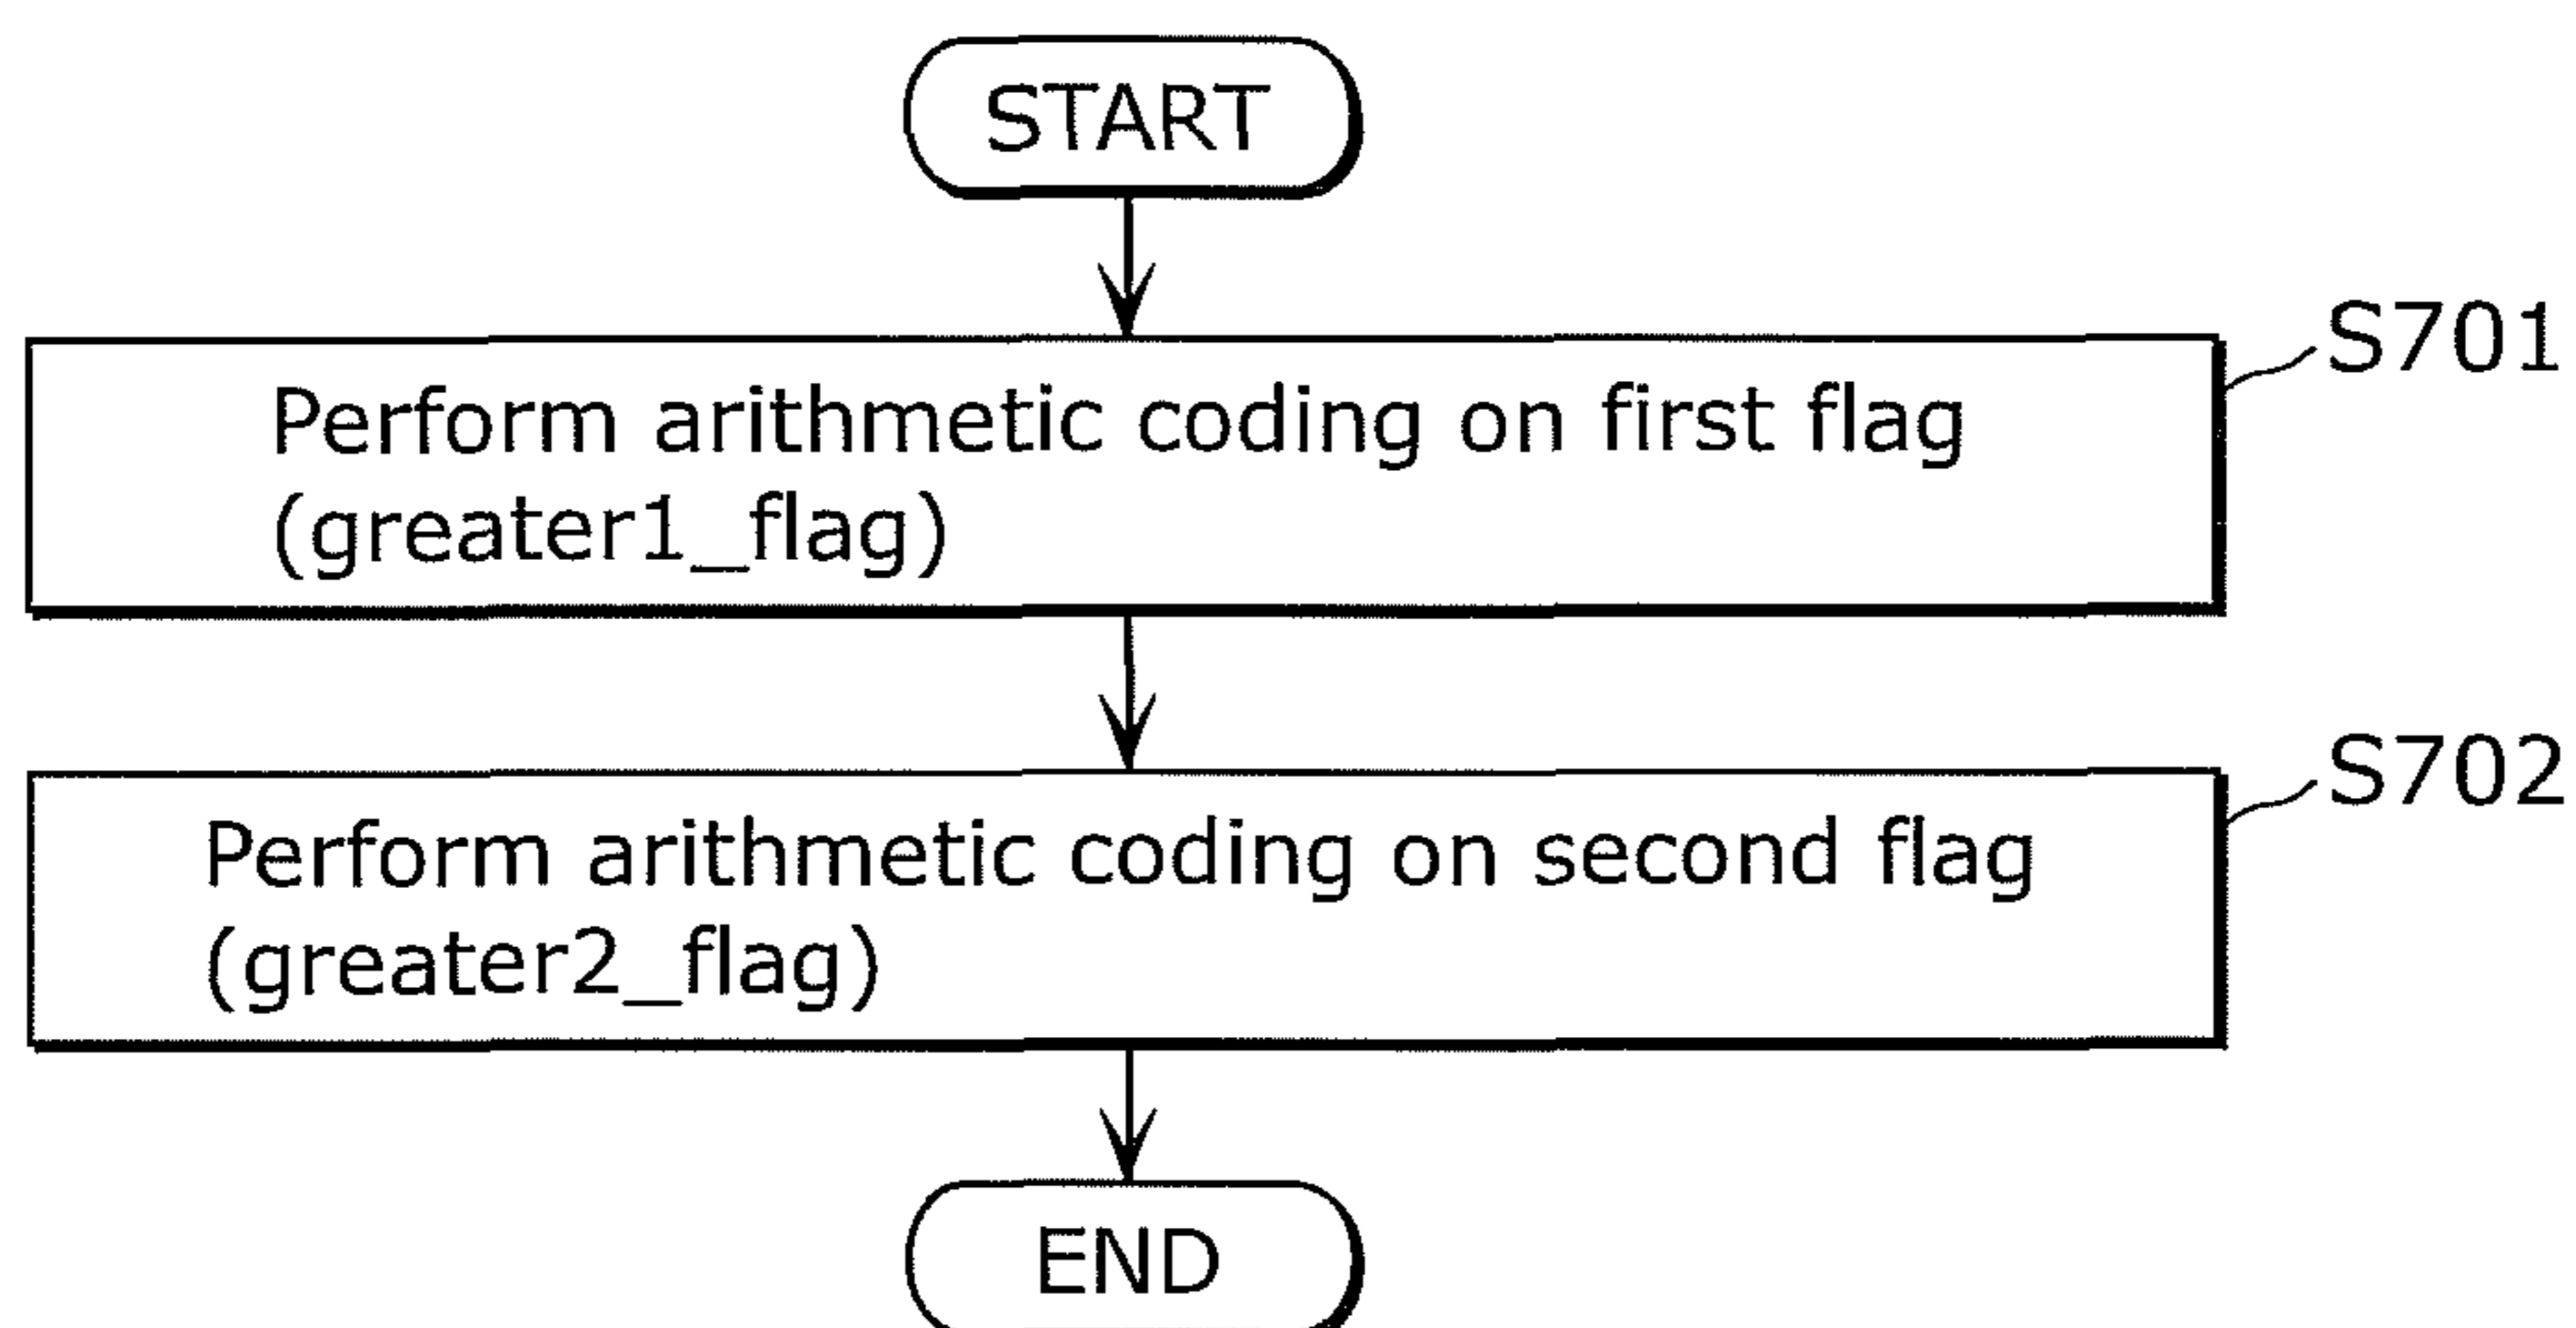 START
S701
Perform arithmetic coding on first flag
(greater1_flag)
S702
Perform arithmetic coding on second flag
(greater2_flag)
END